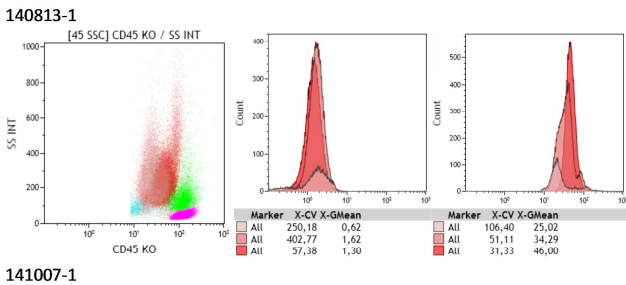 140813-1
[45 SSC] CD45 KO / SS INT
1000
800
600
400
200
0
SS INT
10⁰ 10¹ 10² 10³
CD45 KO
400
300
200
100
Count
10⁰ 10¹ 10² 10³
Marker X-CV X-GMean
All 250,18 0,62
All 402,77 1,62
All 57,38 1,30
500
400
300
200
100
Count
10⁰ 10¹ 10² 10³
Marker X-CV X-GMean
All 106,40 25,02
All 51,11 34,29
All 31,33 46,00
141007-1